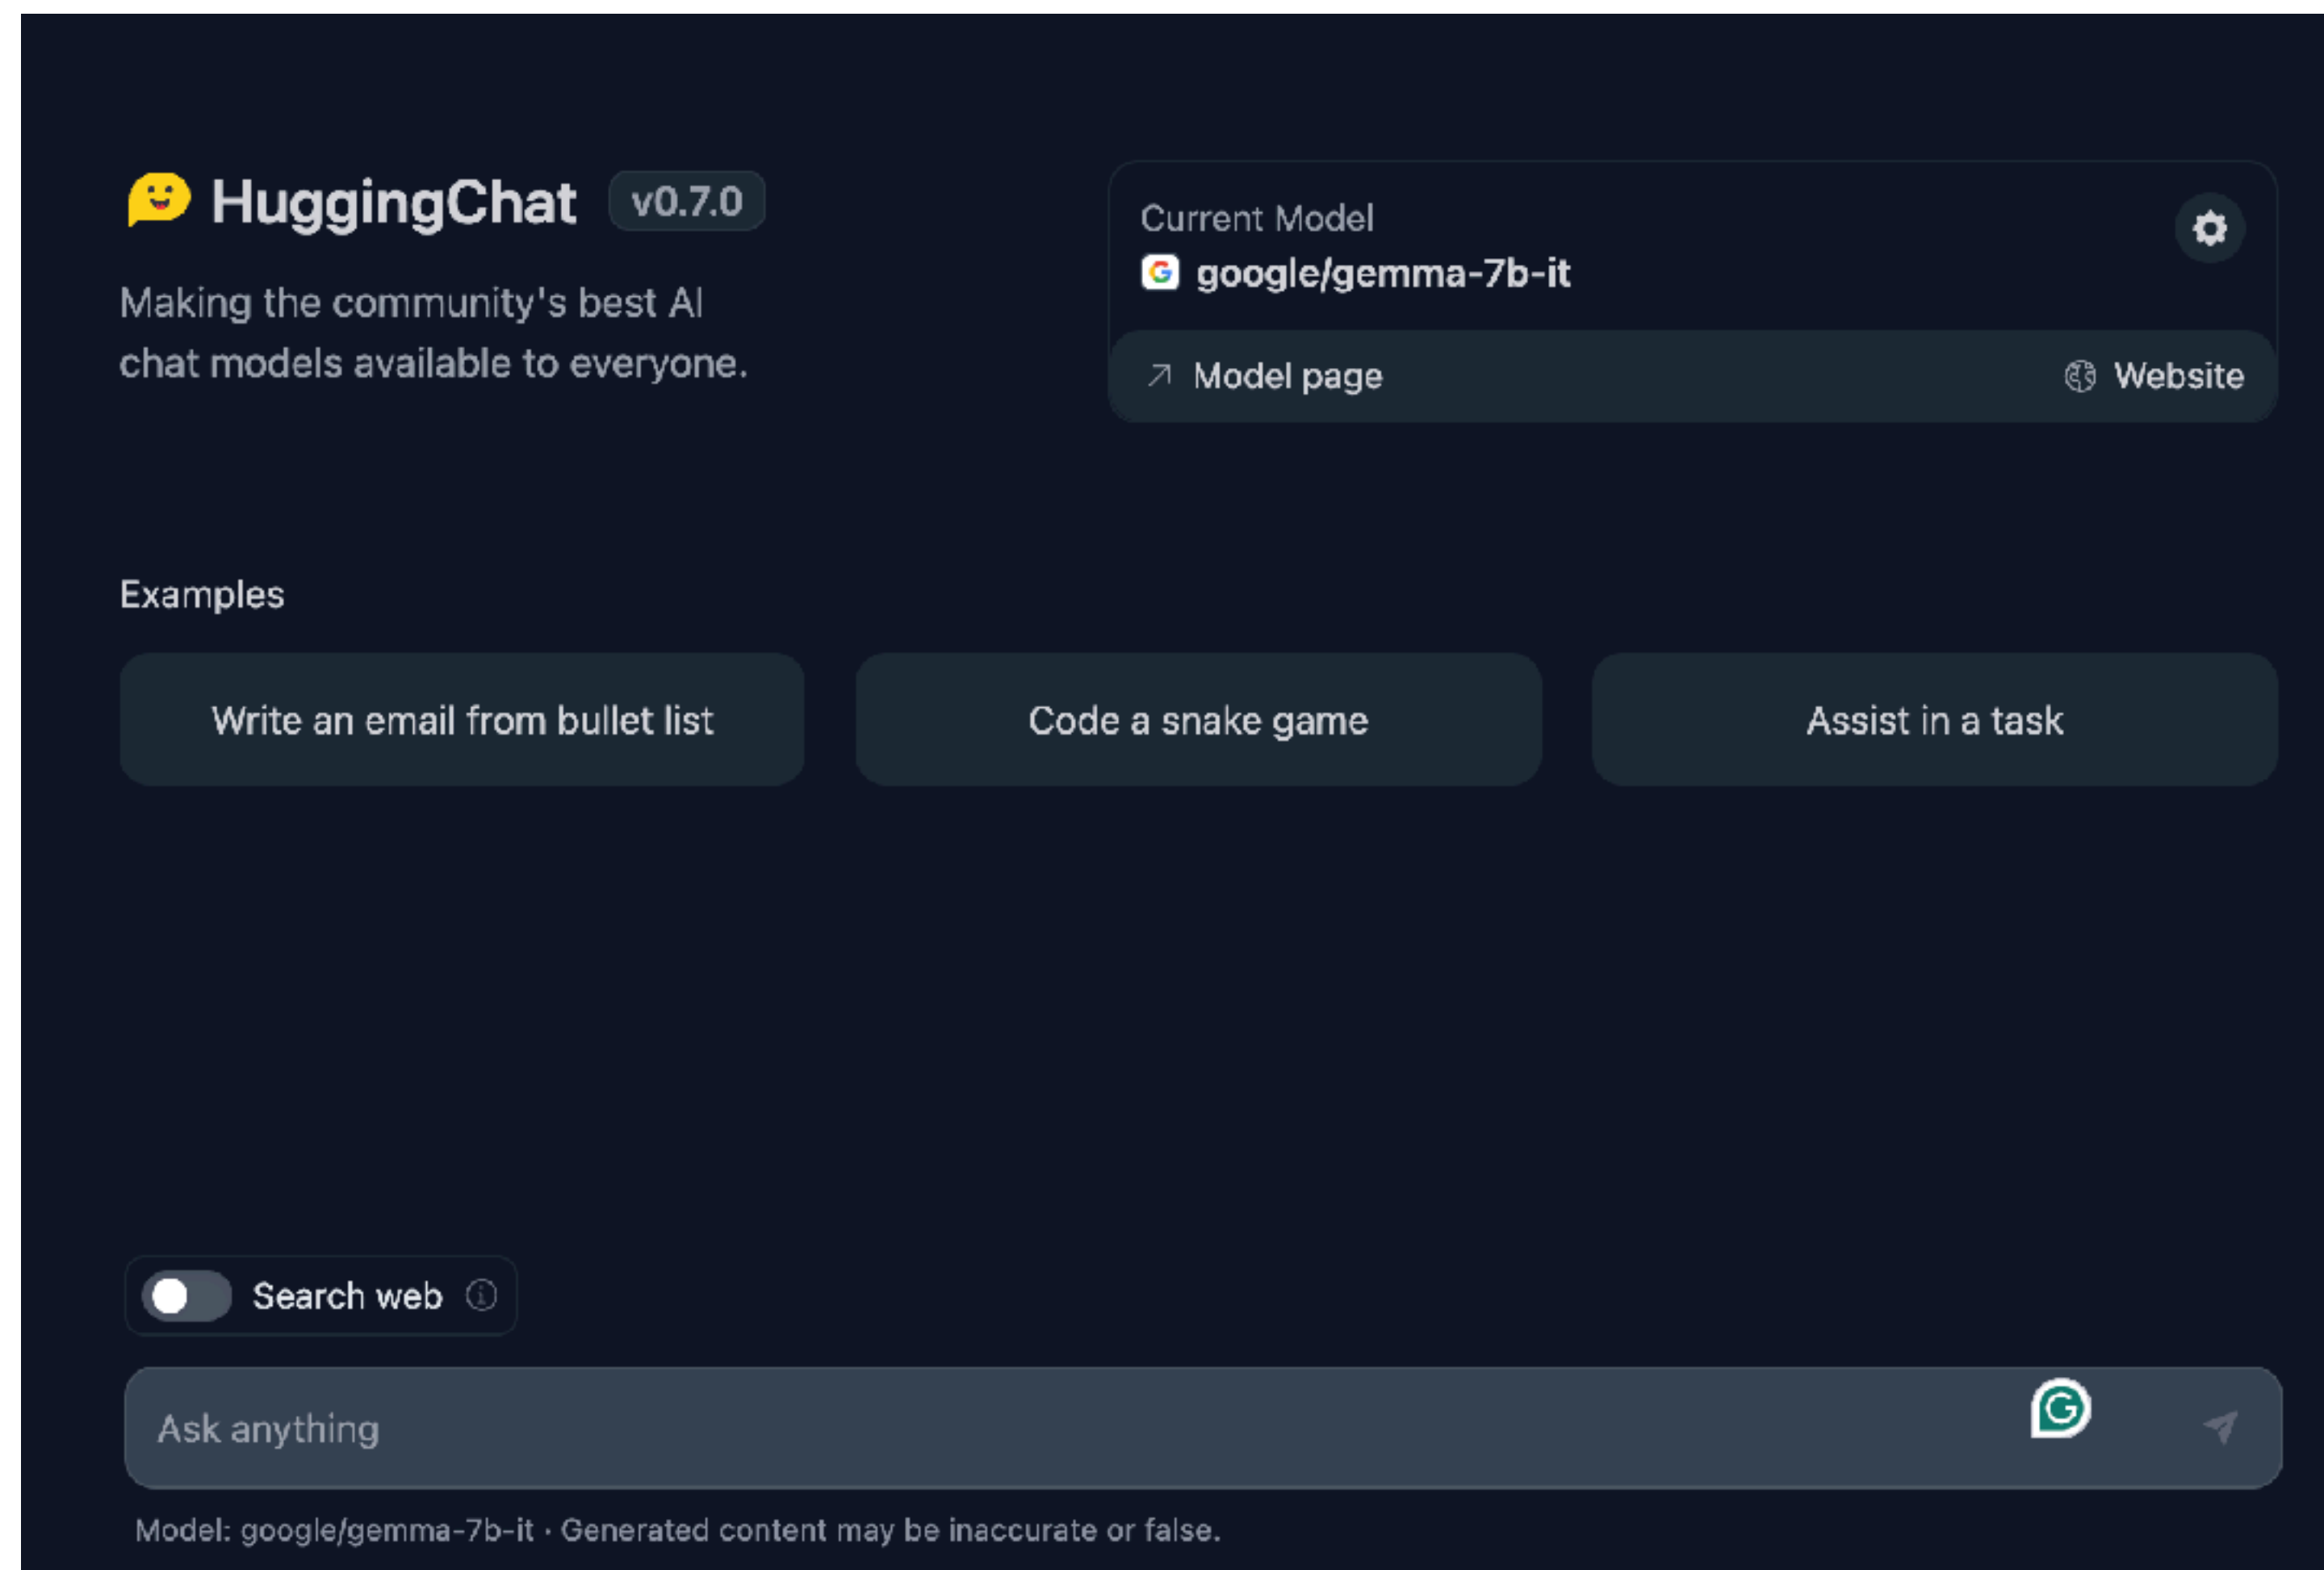 HuggingChat v0.7.0
Making the community's best AI
chat models available to everyone.
Current Model
google/gemma-7b-it
Model page
Website
Examples
Write an email from bullet list
Code a snake game
Assist in a task
Search web
Ask anything
Model: google/gemma-7b-it · Generated content may be inaccurate or false.